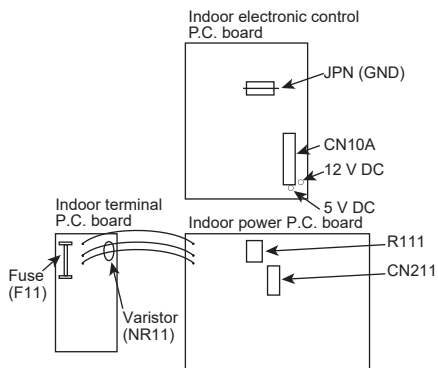 Indoor electronic control
P.C. board
JPN (GND)
CN10A
12 V DC
5 V DC
Indoor terminal
P.C. board
Indoor power P.C. board
R111
CN211
Fuse
(F11)
Varistor
(NR11)